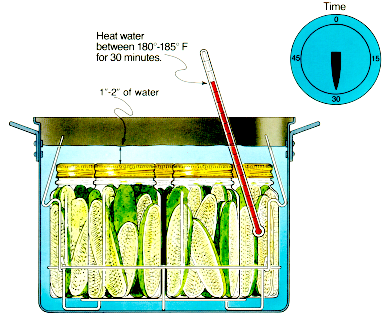 Time
0
45
15
30
Heat water
between 180°-185° F
for 30 minutes.
1"-2" of water